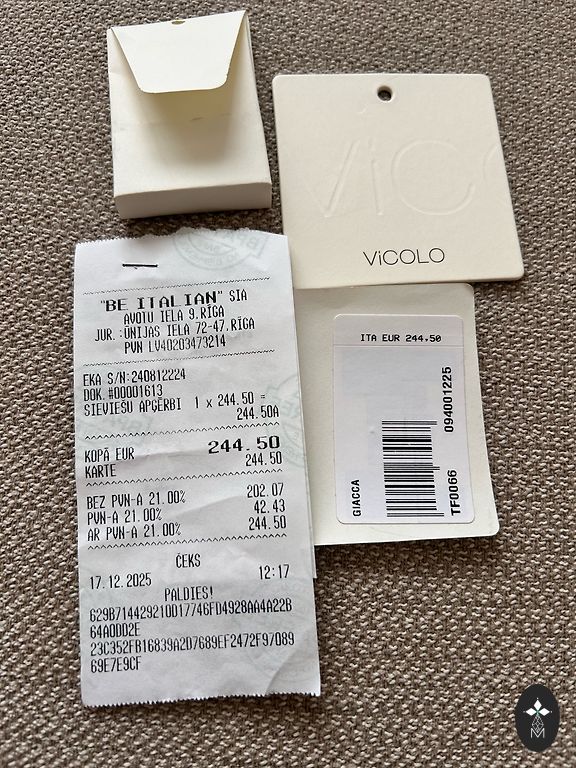 ViCOLO
"BE ITALIAN" SIA
AVOTU IELA 9.RĪGA
JUR. :ŪNIJAS IELA 72-47.RĪGA
PVN LV40203473214
EKA S/N:240812224
DOK.#00001613
SIEVIEŠU APĢĒRBI 1 x 244.50 =
244.50A
KOPĀ EUR 244.50
KARTE 244.50
BEZ PVN-A 21.00% 202.07
PVN-A 21.00% 42.43
AR PVN-A 21.00% 244.50
ČEKS
17.12.2025 12:17
PALDIES!
629B714429210D17746FD4928AA4A22B
64A0DD2E
23C352FB16839A2D7689EF2472F97089
69E7E9CF
ITA EUR 244.50
GIACCA
TF0066 094001225
M